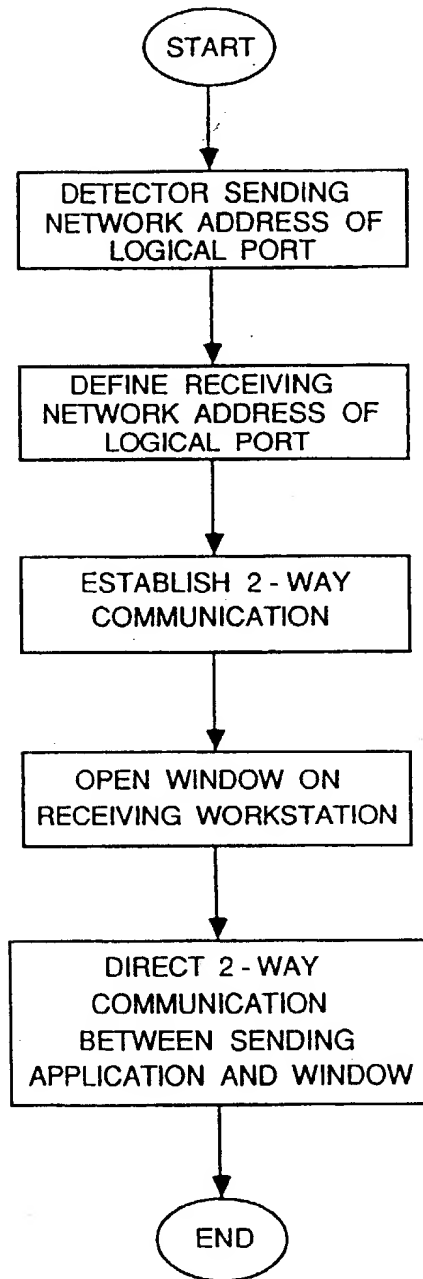 START
DETECTOR SENDING
NETWORK ADDRESS OF
LOGICAL PORT
DEFINE RECEIVING
NETWORK ADDRESS OF
LOGICAL PORT
ESTABLISH 2 - WAY
COMMUNICATION
OPEN WINDOW ON
RECEIVING WORKSTATION
DIRECT 2 - WAY
COMMUNICATION
BETWEEN SENDING
APPLICATION AND WINDOW
END